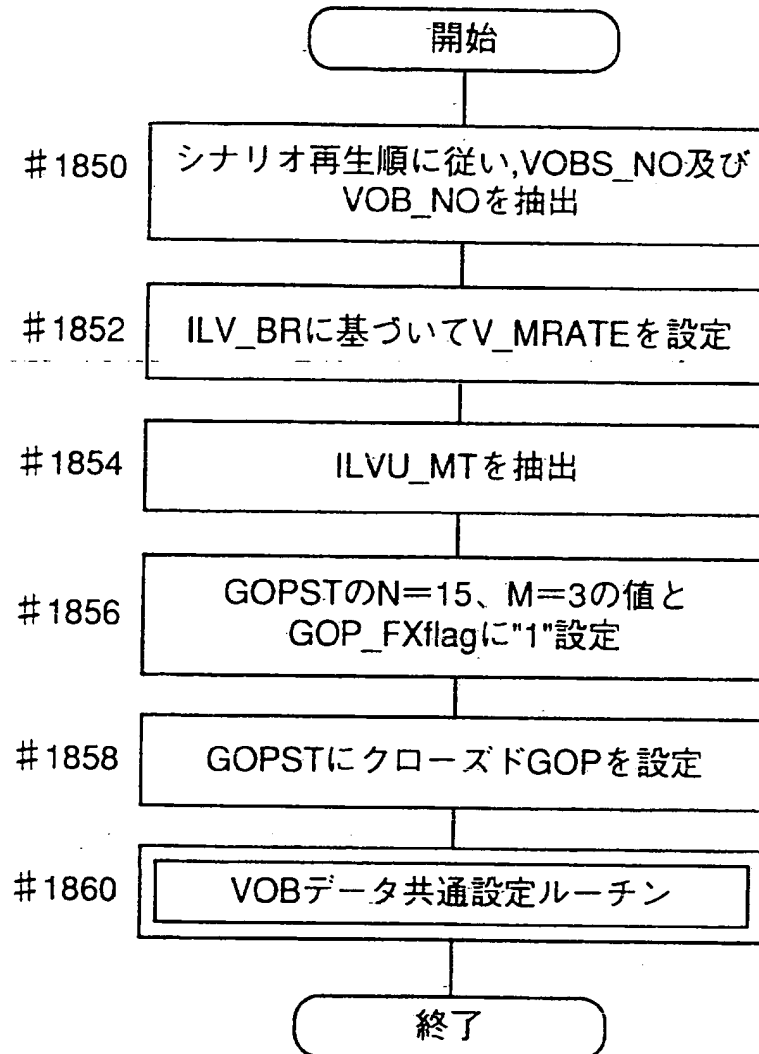 開始
#1850
シナリオ再生順に従い,VOBS_NO及び
VOB_NOを抽出
#1852
ILV_BRに基づいてV_MRATEを設定
#1854
ILVU_MTを抽出
#1856
GOPSTのN=15、M=3の値と
GOP_FXflagに"1"設定
#1858
GOPSTにクローズドGOPを設定
#1860
VOBデータ共通設定ルーチン
終了